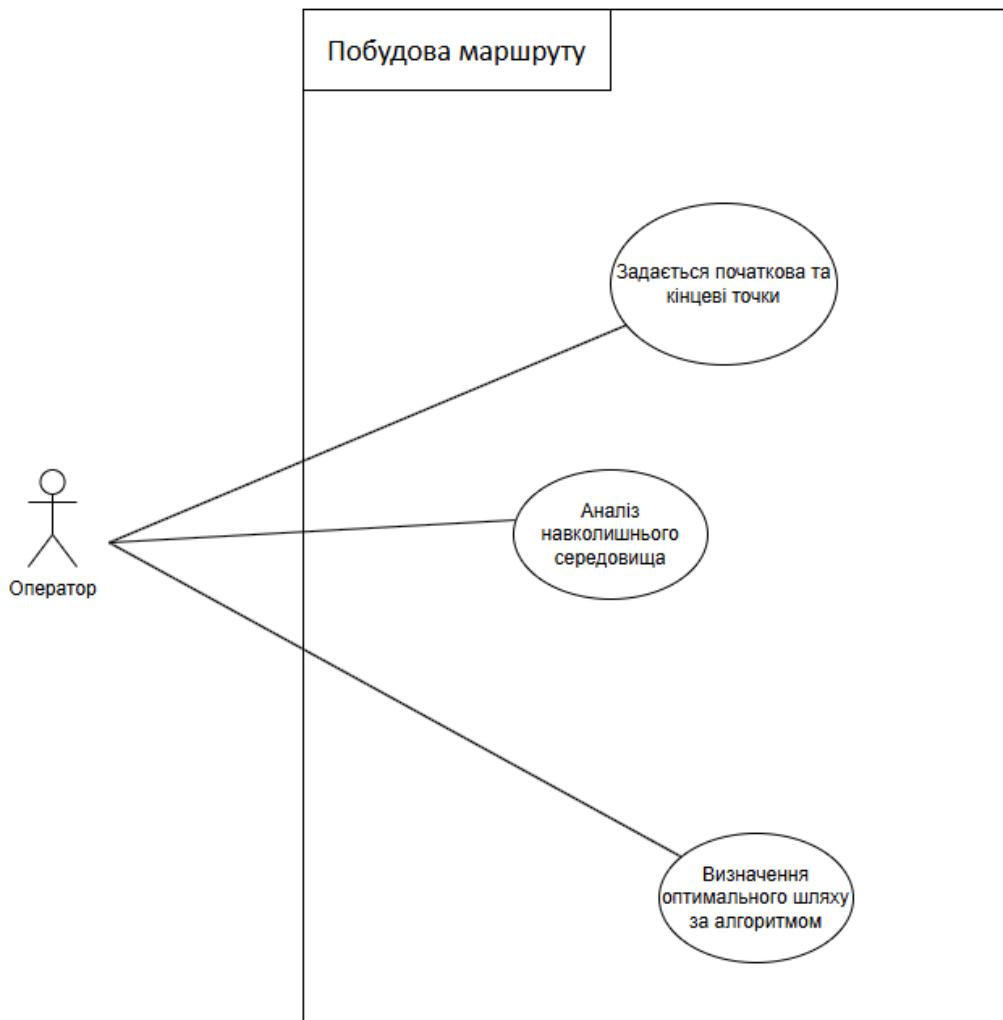 Побудова маршруту
Задається початкова та
кінцеві точки
Аналіз
навколишнього
середовища
Оператор
Визначення
оптимального шляху
за алгоритмом